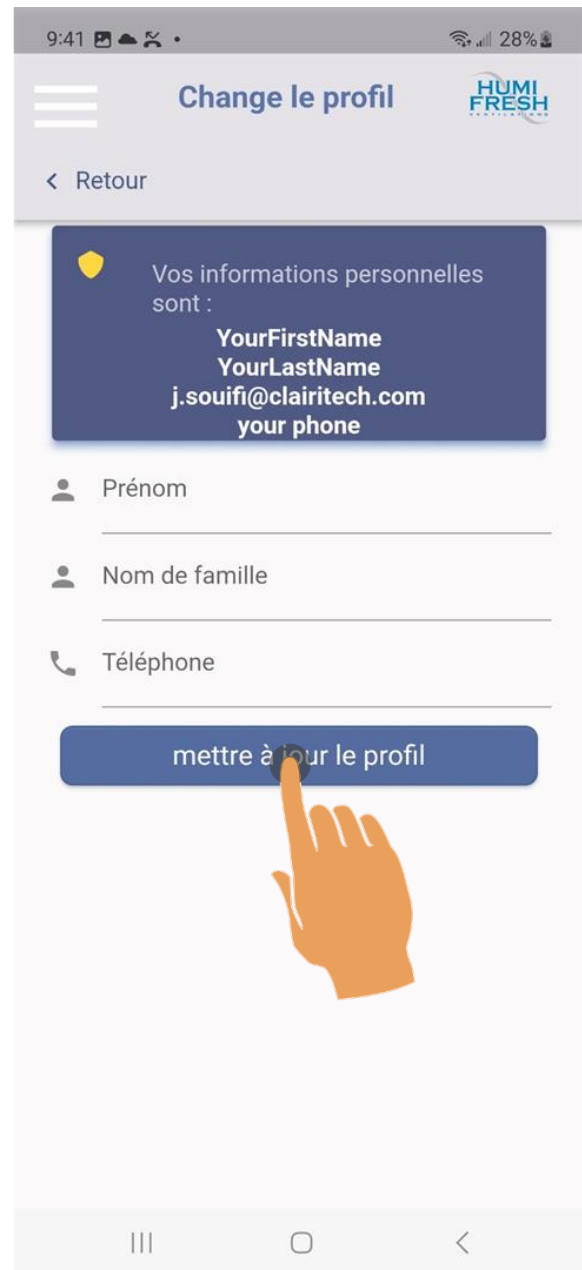 9:41
28%
Change le profil
HUMI
FRESH
VENTILATIONS
Retour
Vos informations personnelles
sont :
YourFirstName
YourLastName
j.souifi@clairitech.com
your phone
Prénom
Nom de famille
Téléphone
mettre à jour le profil